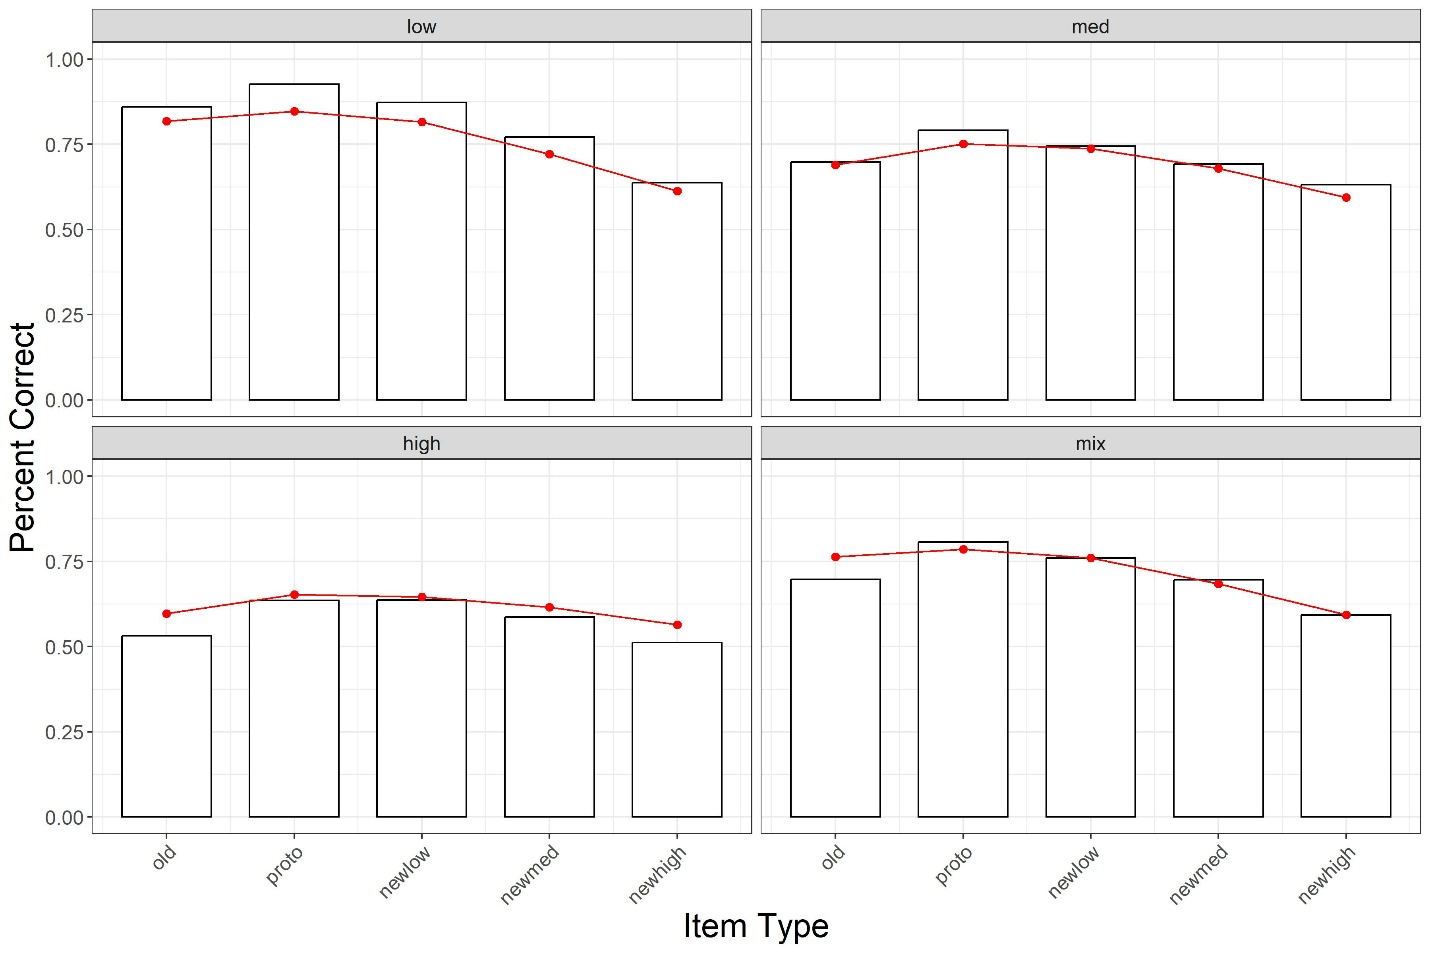 low
med
1.00
0.75
0.50
0.25
0.00
high
mix
1.00
0.75
0.50
0.25
0.00
Percent Correct
old
proto
newlow
newmed
newhigh
old
proto
newlow
newmed
newhigh
Item Type